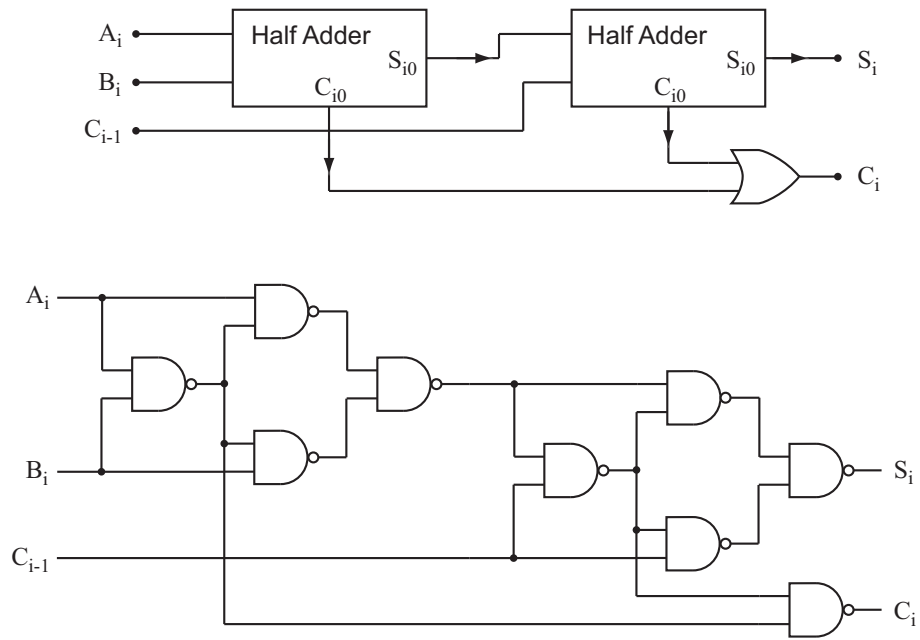 A_i
Half Adder
S_i0
B_i
C_i0
C_i-1
Half Adder
S_i0
C_i0
S_i
C_i
A_i
B_i
C_i-1
S_i
C_i